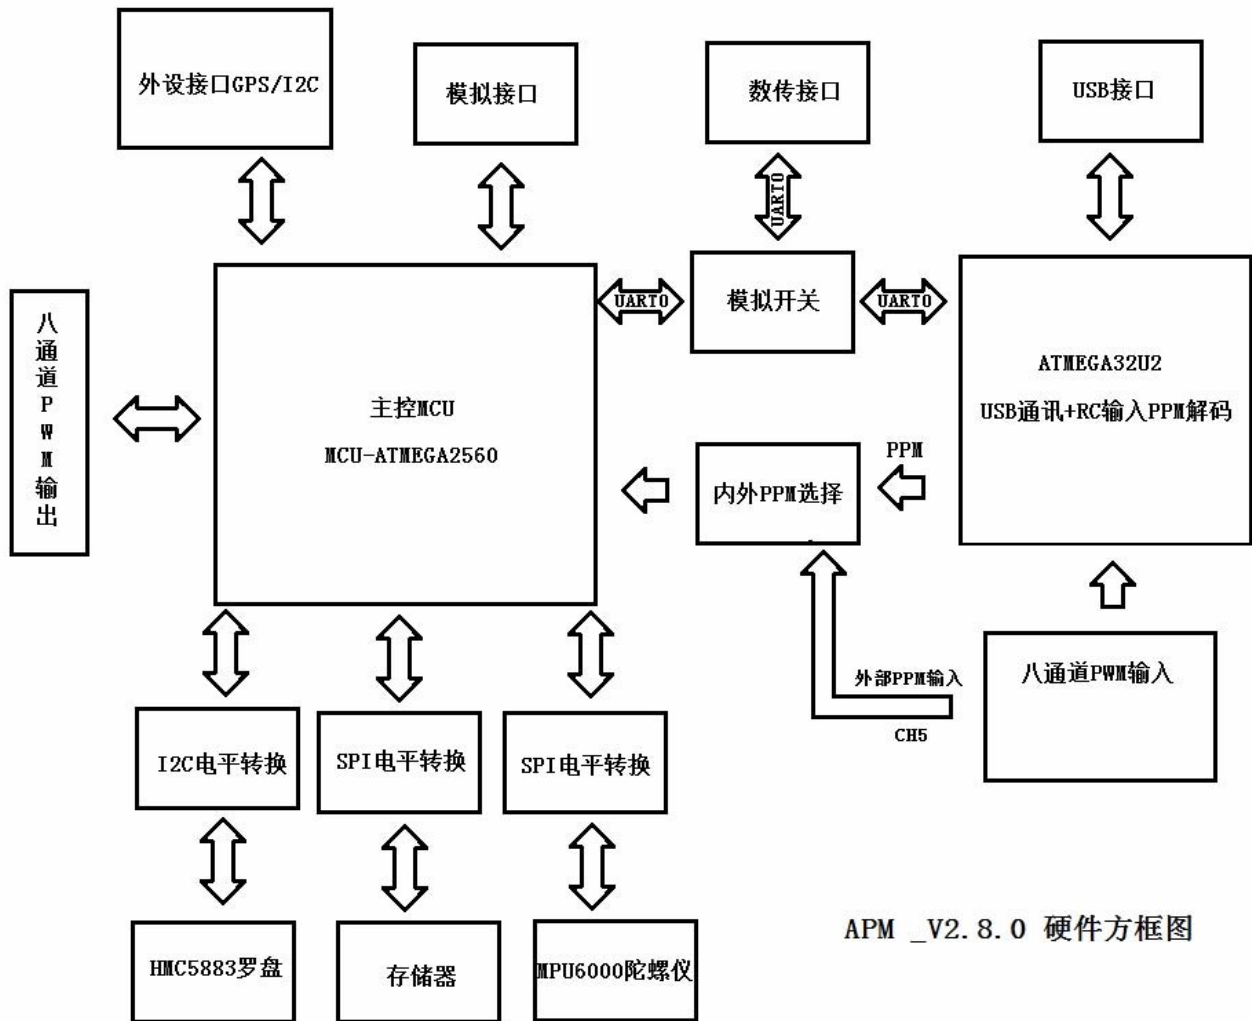 外设接口GPS/I2C
模拟接口
数传接口
USB接口
UART0
UART0
模拟开关
UART0
八通道PWM输出
主控MCU
MCU-ATMEGA2560
ATMEGA32U2
USB通讯+RC输入PPM解码
PPM
内外PPM选择
外部PPM输入
CH5
八通道PWM输入
I2C电平转换
SPI电平转换
SPI电平转换
HMC5883罗盘
存储器
MPU6000陀螺仪
APM _V2.8.0 硬件方框图